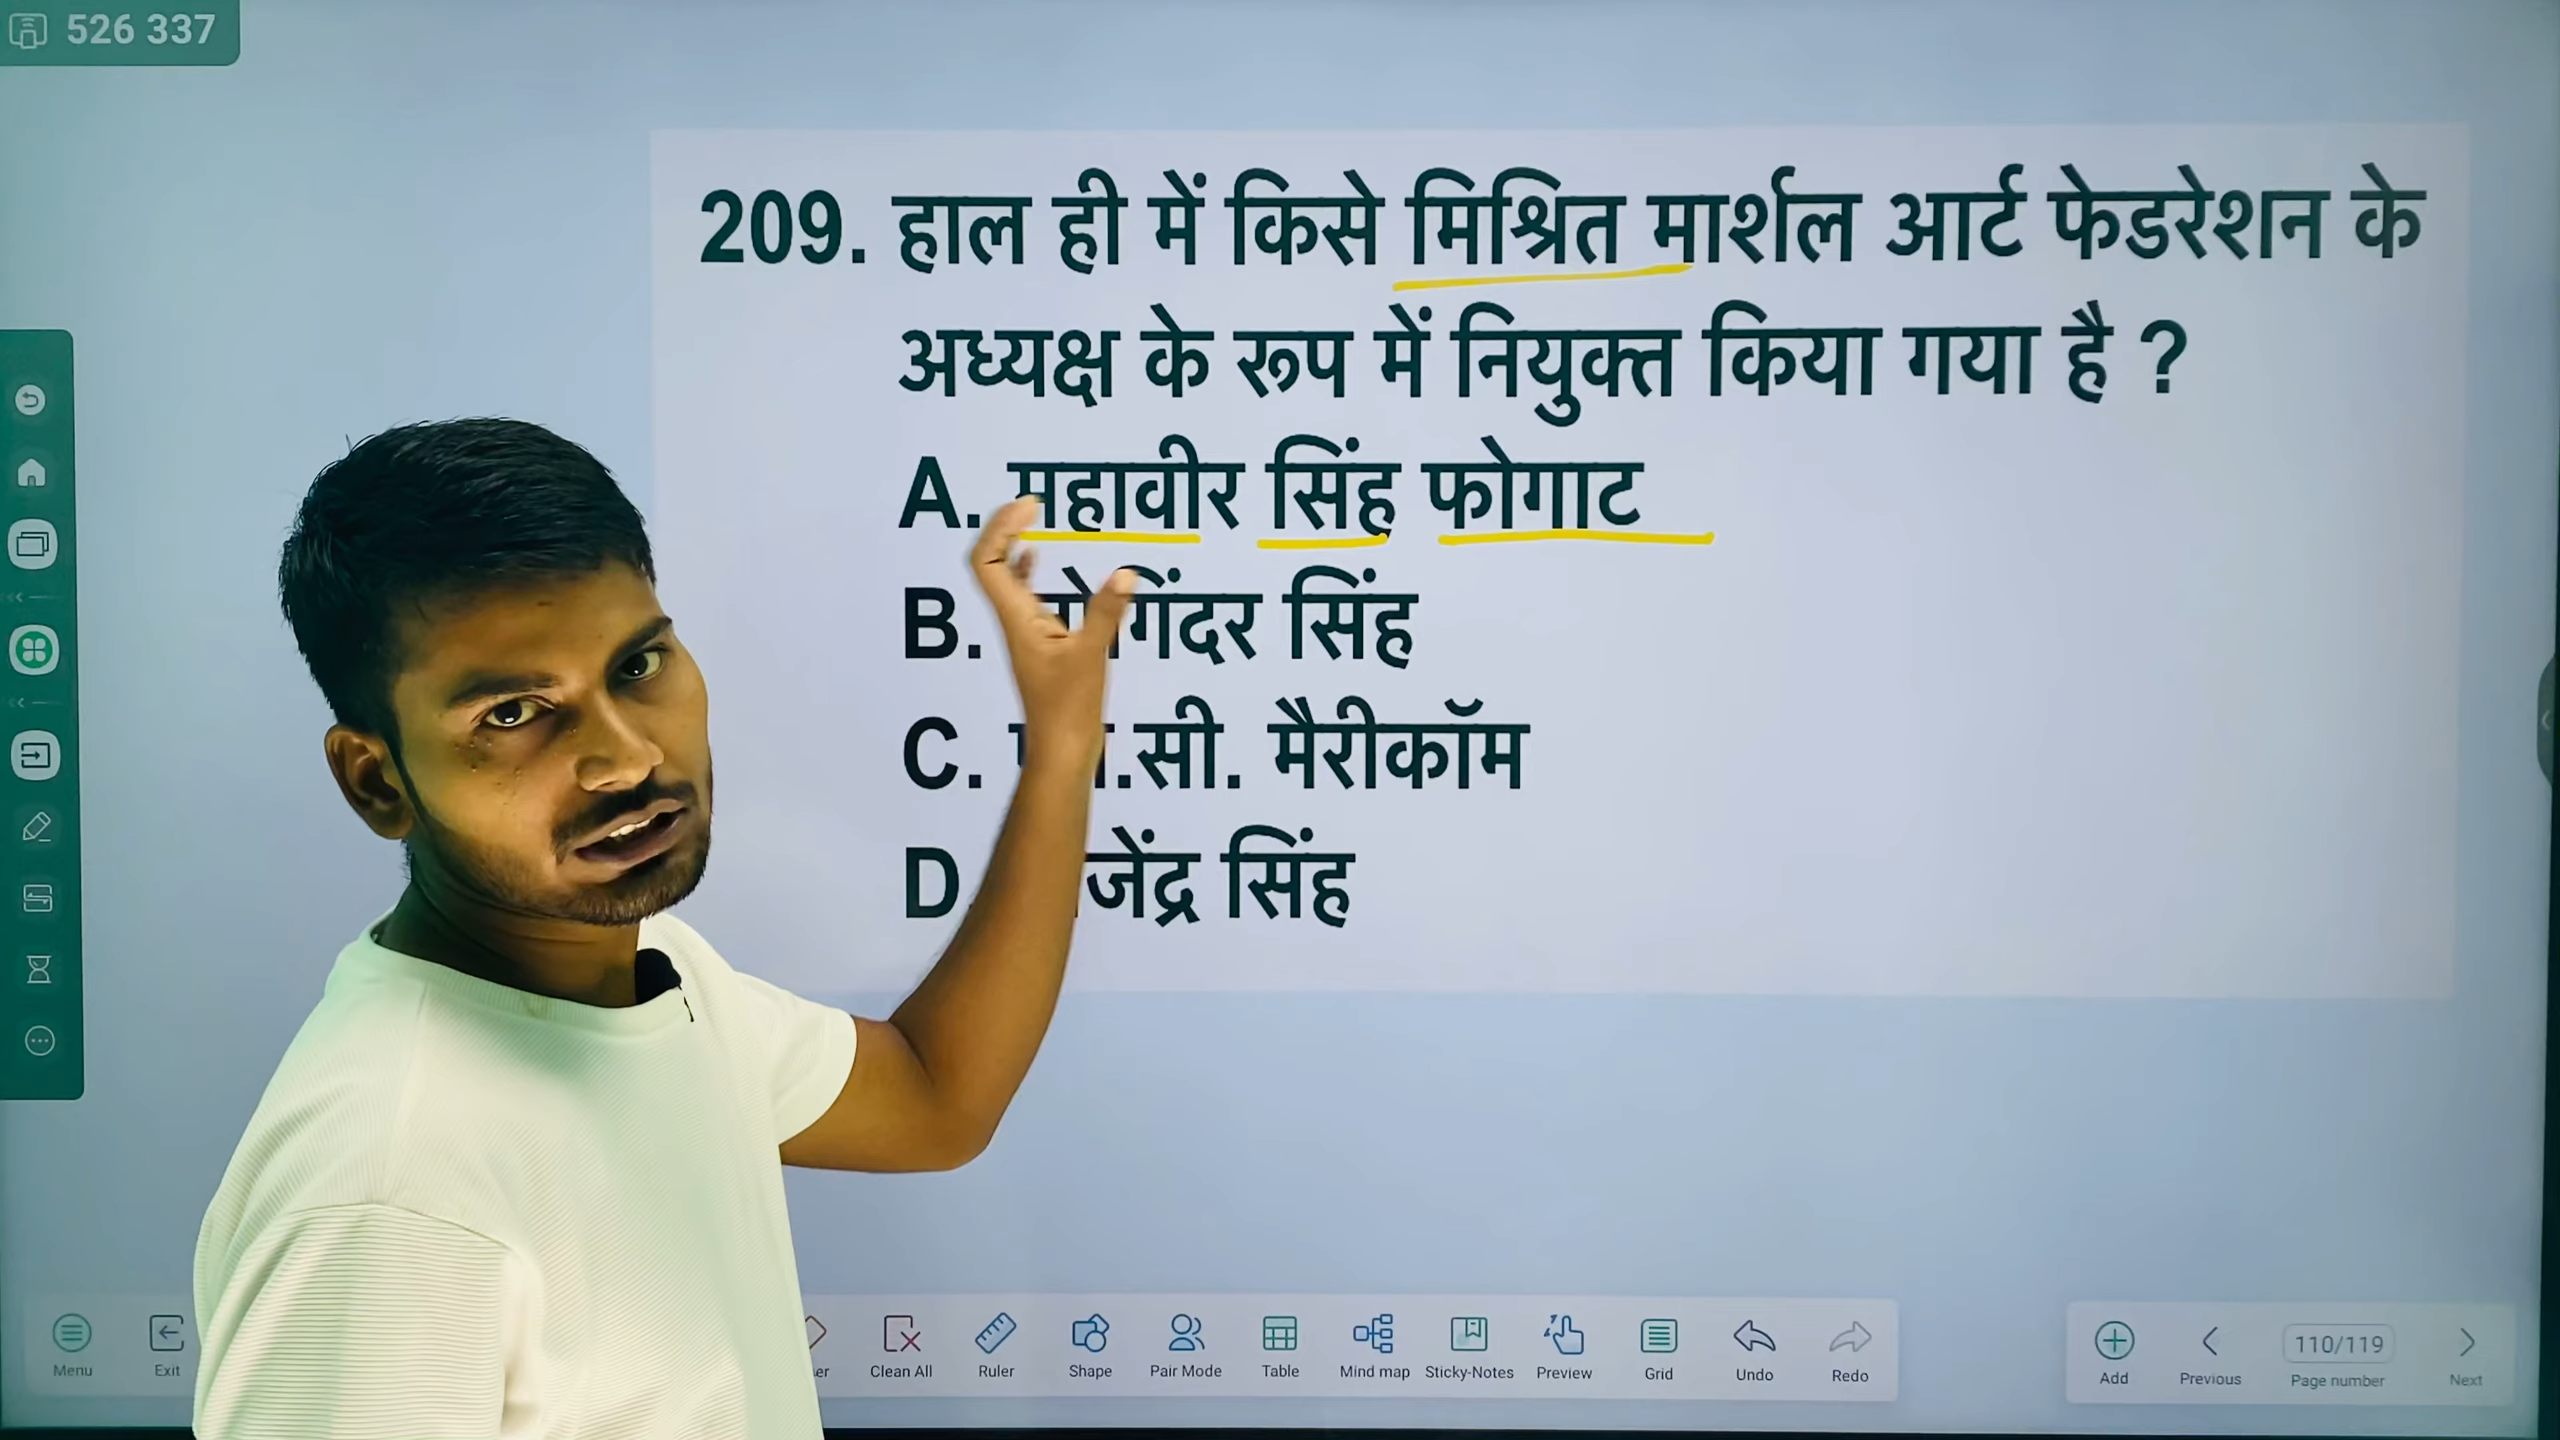 526 337
209. हाल ही में किसे मिश्रित मार्शल आर्ट फेडरेशन के
अध्यक्ष के रूप में नियुक्त किया गया है ?
A. महावीर सिंह फोगाट
B. सिंह
C. मैरीकॉम
D. सिंह
Menu Exit Clean All Ruler Shape Pair Mode Table Mind map Sticky-Notes Preview Grid Undo Redo Add Previous 110/119 Page number Next